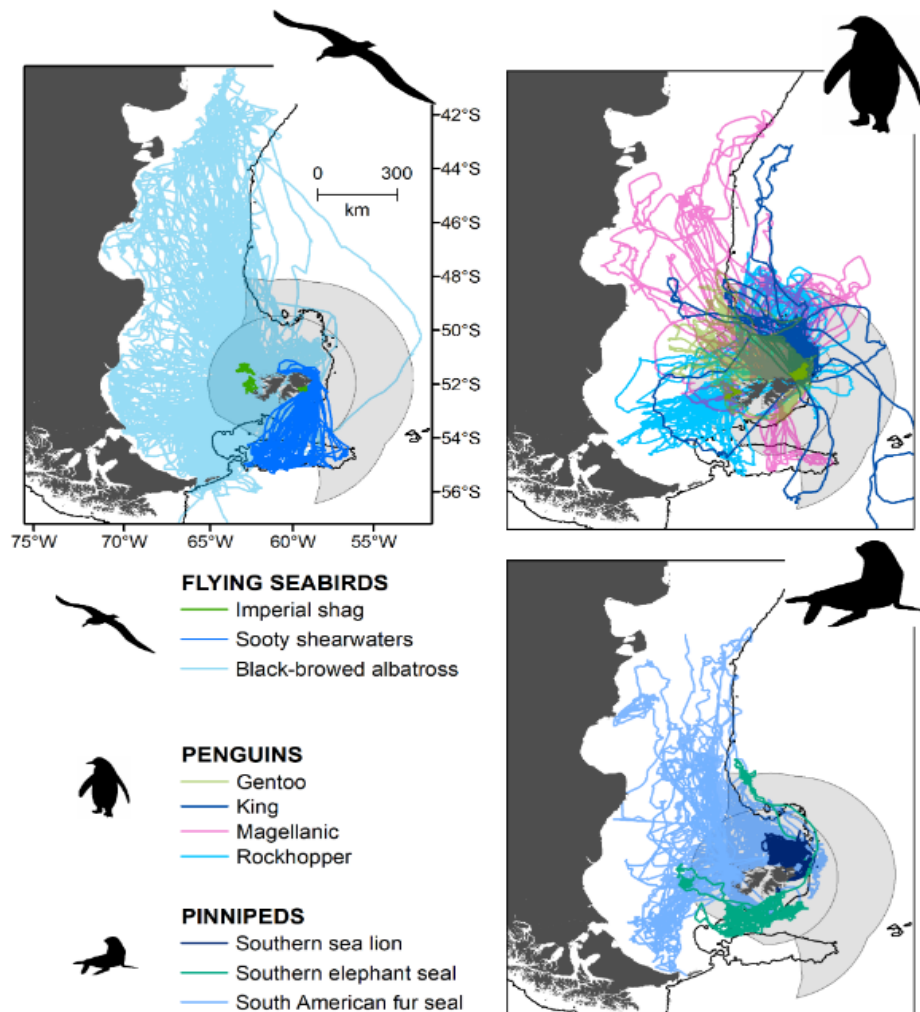 42°S
44°S
0 300
km
46°S
48°S
50°S
52°S
54°S
56°S
75°W 70°W 65°W 60°W 55°W
FLYING SEABIRDS
Imperial shag
Sooty shearwaters
Black-browed albatross
PENGUINS
Gentoo
King
Magellanic
Rockhopper
PINNIPEDS
Southern sea lion
Southern elephant seal
South American fur seal